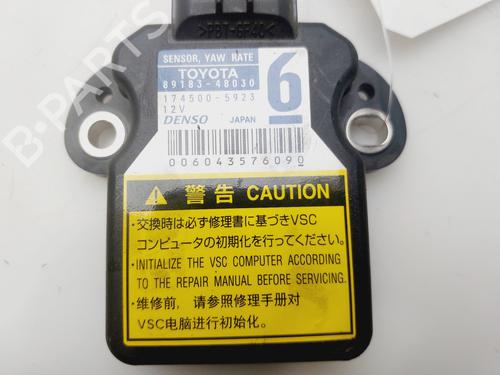 >PBT-GF40<
SENSOR, YAW RATE
TOYOTA
89183-48030
174500-5923
12V
DENSO JAPAN
6
006043576090
警告 CAUTION
・交換時は必ず修理書に基づきVSC
コンピュータの初期化を行ってください。
・INITIALIZE THE VSC COMPUTER ACCORDING
TO THE REPAIR MANUAL BEFORE SERVICING.
・维修前，请参照修理手册对
VSC电脑进行初始化。
B-PARTS